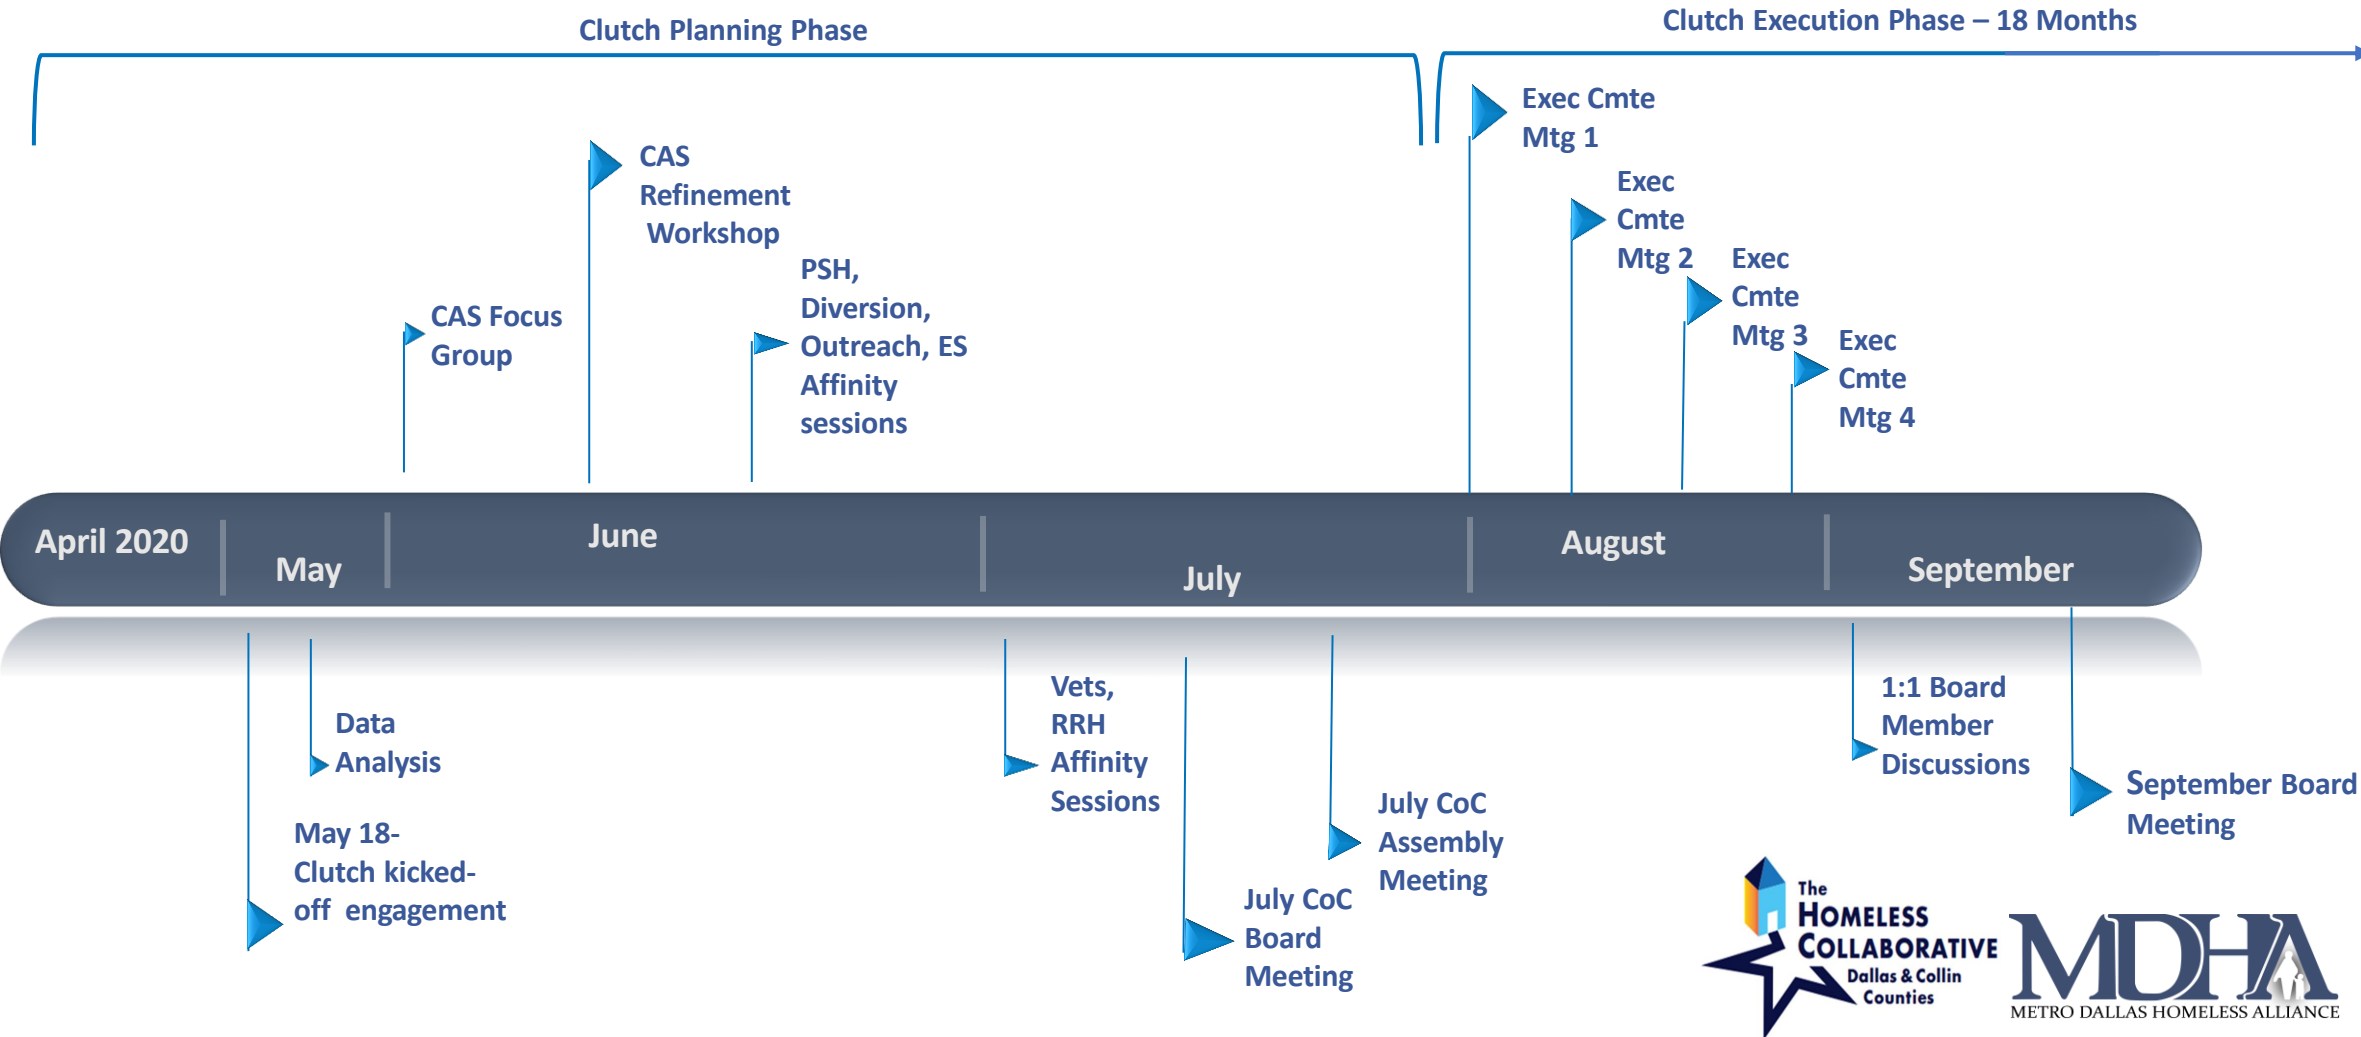 Clutch Planning Phase
Clutch Execution Phase – 18 Months
Exec Cmte
Mtg 1
CAS
Refinement
Workshop
Exec
Cmte
Mtg 2
PSH,
Diversion,
Outreach, ES
Affinity
sessions
Exec
Cmte
Mtg 3
CAS Focus
Group
Exec
Cmte
Mtg 4
April 2020
May
June
July
August
September
Data
Analysis
May 18-
Clutch kicked-
off engagement
Vets,
RRH
Affinity
Sessions
July CoC
Board
Meeting
July CoC
Assembly
Meeting
1:1 Board
Member
Discussions
September Board
Meeting
The
HOMELESS
COLLABORATIVE
Dallas & Collin
Counties
MDHA
METRO DALLAS HOMELESS ALLIANCE